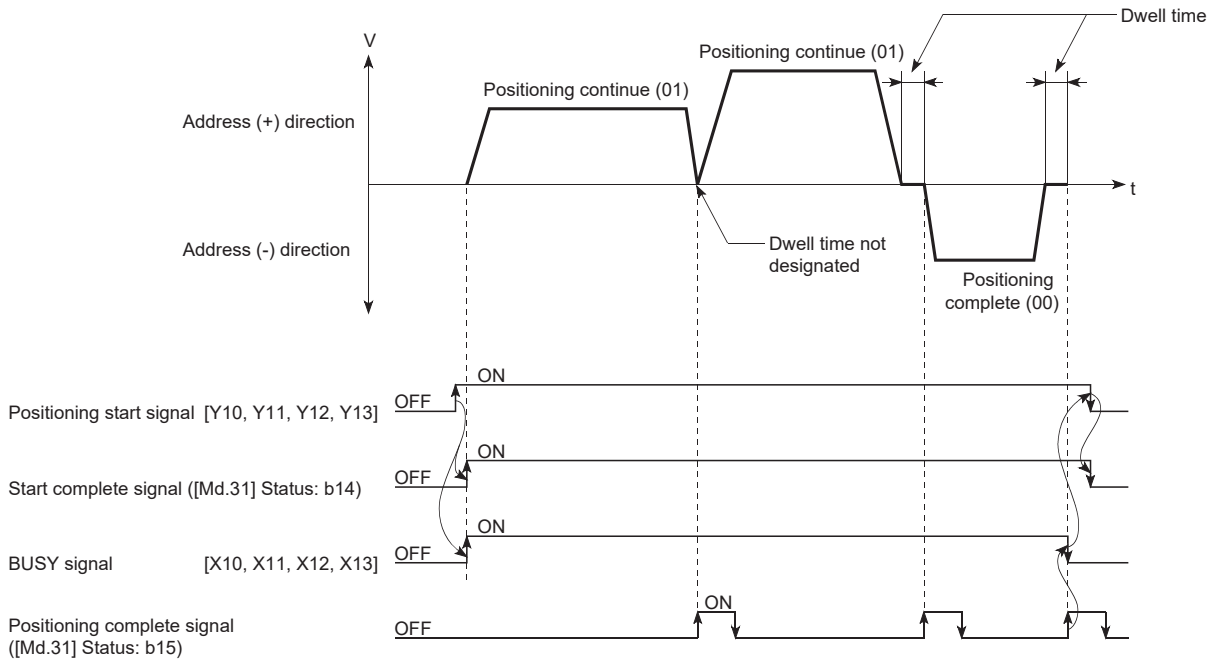 Dwell time
V
Positioning continue (01)
Positioning continue (01)
Address (+) direction
t
Address (-) direction
Dwell time not
designated
Positioning
complete (00)
ON
OFF
Positioning start signal [Y10, Y11, Y12, Y13]
ON
OFF
Start complete signal ([Md.31] Status: b14)
ON
OFF
BUSY signal [X10, X11, X12, X13]
ON
OFF
Positioning complete signal
([Md.31] Status: b15)